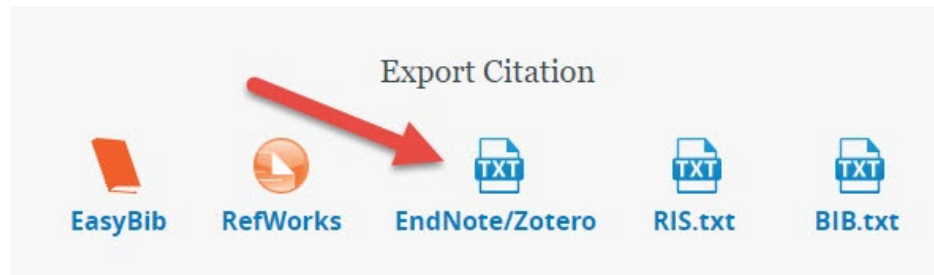 Export Citation
TXT TXT TXT
EasyBib RefWorks EndNote/Zotero RIS.txt BIB.txt